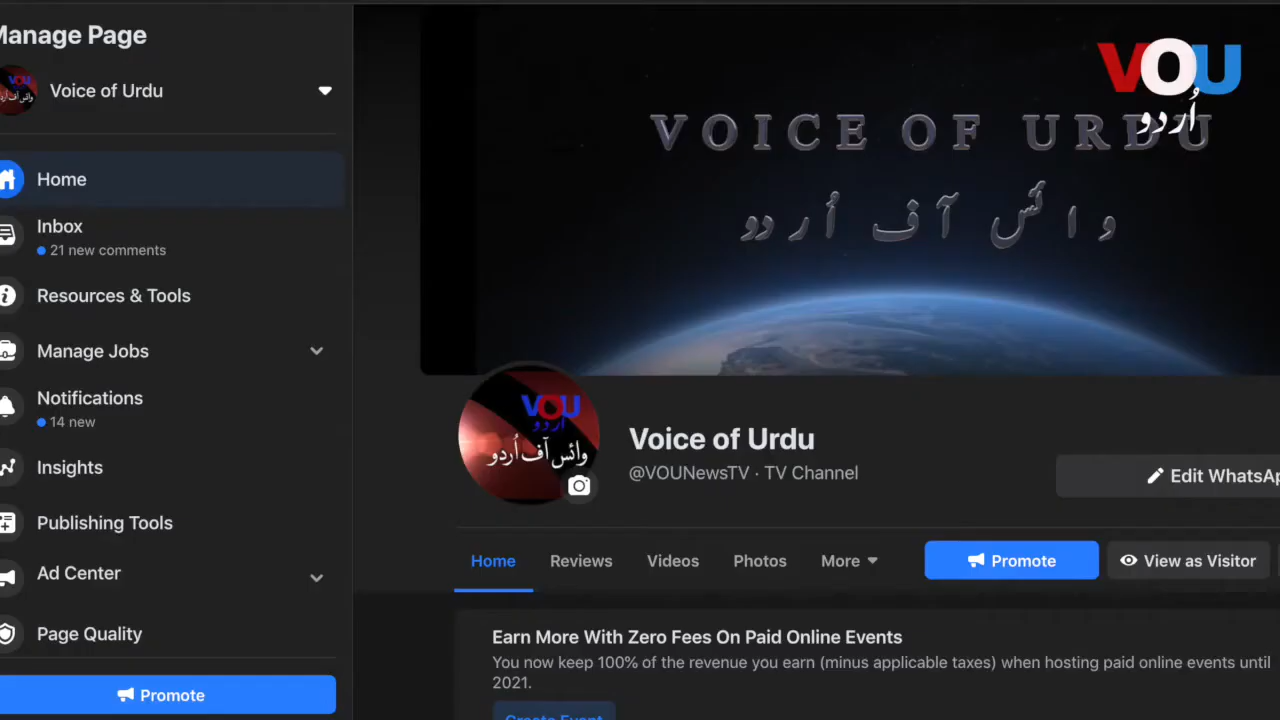 Manage Page
Voice of Urdu
Home
Inbox
21 new comments
Resources & Tools
Manage Jobs
Notifications
14 new
Insights
Publishing Tools
Ad Center
Page Quality
Promote
VOU
اُردو
VOICE OF URDU
وائس آف اُردو
VOU
اُردو
وائس آف اُردو
Voice of Urdu
@VOUNewsTV · TV Channel
Edit WhatsAp
Home Reviews Videos Photos More
Promote
View as Visitor
Earn More With Zero Fees On Paid Online Events
You now keep 100% of the revenue you earn (minus applicable taxes) when hosting paid online events until
2021.
Create Event